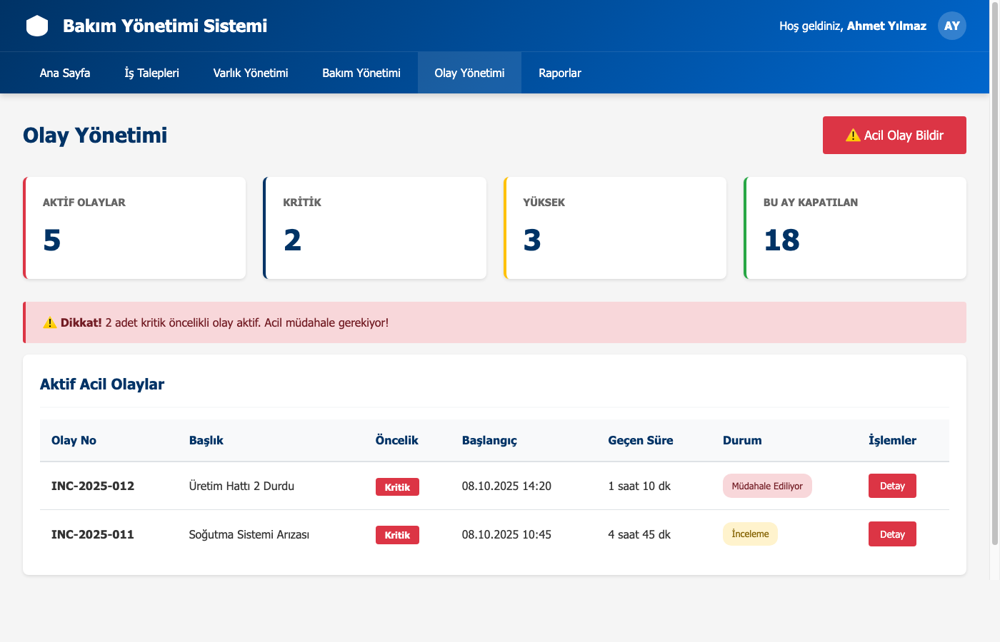 Bakım Yönetimi Sistemi
Hoş geldiniz, Ahmet Yılmaz AY
Ana Sayfa İş Talepleri Varlık Yönetimi Bakım Yönetimi Olay Yönetimi Raporlar
Olay Yönetimi
⚠️ Acil Olay Bildir
AKTİF OLAYLAR
5
KRİTİK
2
YÜKSEK
3
BU AY KAPATILAN
18
⚠️ Dikkat! 2 adet kritik öncelikli olay aktif. Acil müdahale gerekiyor!
Aktif Acil Olaylar
Olay No Başlık Öncelik Başlangıç Geçen Süre Durum İşlemler
INC-2025-012 Üretim Hattı 2 Durdu Kritik 08.10.2025 14:20 1 saat 10 dk Müdahale Ediliyor Detay
INC-2025-011 Soğutma Sistemi Arızası Kritik 08.10.2025 10:45 4 saat 45 dk İnceleme Detay